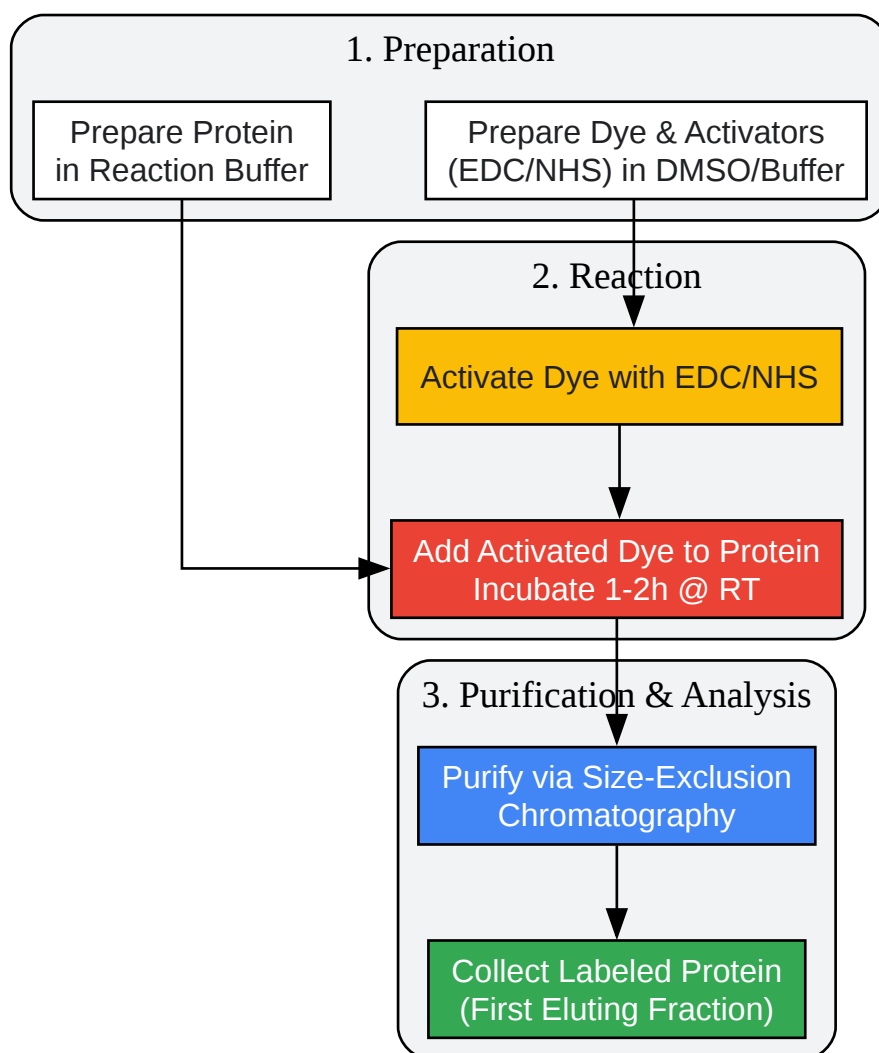 1. Preparation
Prepare Protein
in Reaction Buffer
Prepare Dye & Activators
(EDC/NHS) in DMSO/Buffer
2. Reaction
Activate Dye with EDC/NHS
Add Activated Dye to Protein
Incubate 1-2h @ RT
3. Purification & Analysis
Purify via Size-Exclusion
Chromatography
Collect Labeled Protein
(First Eluting Fraction)